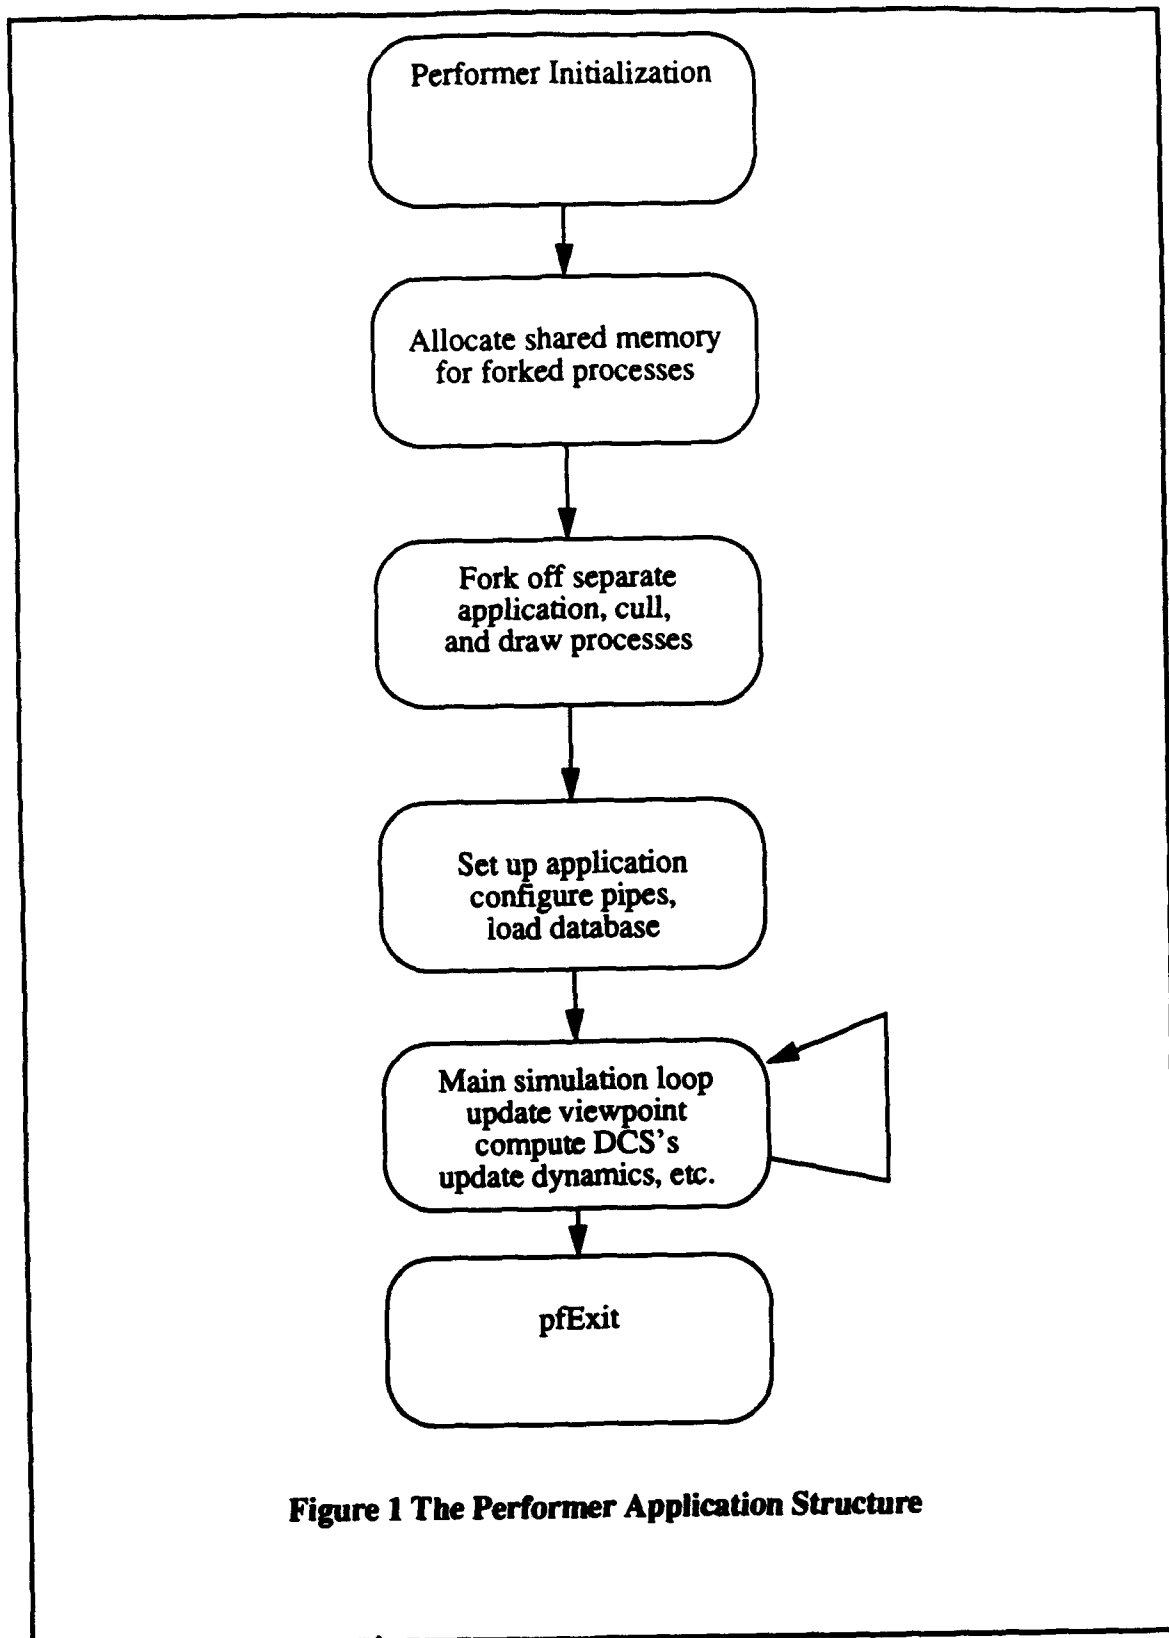 Performer Initialization
Allocate shared memory
for forked processes
Fork off separate
application, cull,
and draw processes
Set up application
configure pipes,
load database
Main simulation loop
update viewpoint
compute DCS's
update dynamics, etc.
pfExit
Figure 1 The Performer Application Structure